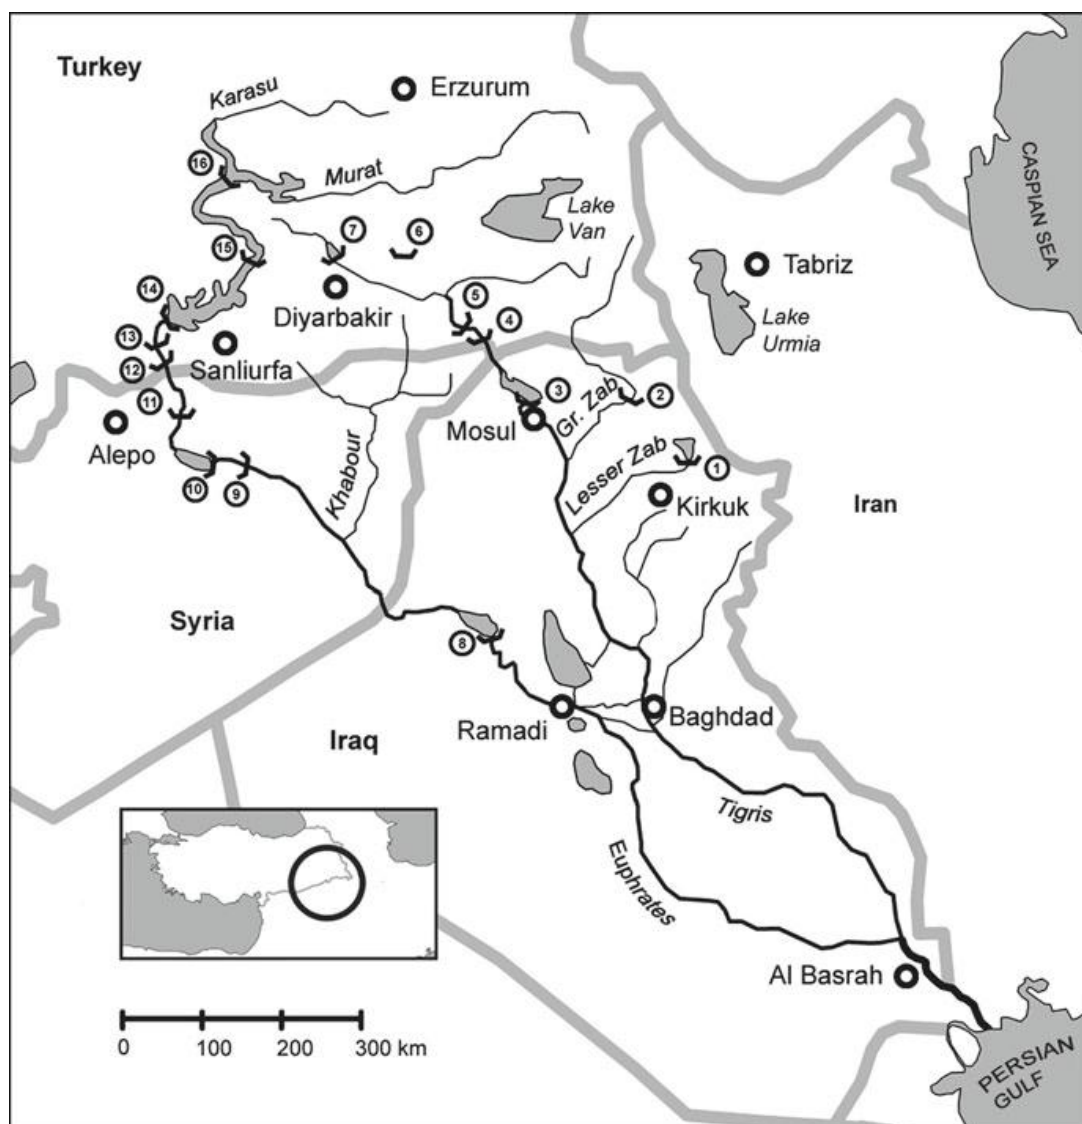 Turkey
Karasu
Erzurum
16
Murat
CASPIAN SEA
Lake
Van
7
6
15
Tabriz
14
Diyarbakir
5
4
Lake
Urmia
13
Sanliurfa
12
11
3
2
Alepo
Mosul
Gr. Zab
Lesser Zab
1
10
9
Khabour
Kirkuk
Iran
Syria
8
Ramadi
Baghdad
Iraq
Tigris
Euphrates
Al Basrah
0 100 200 300 km
PERSIAN
GULF